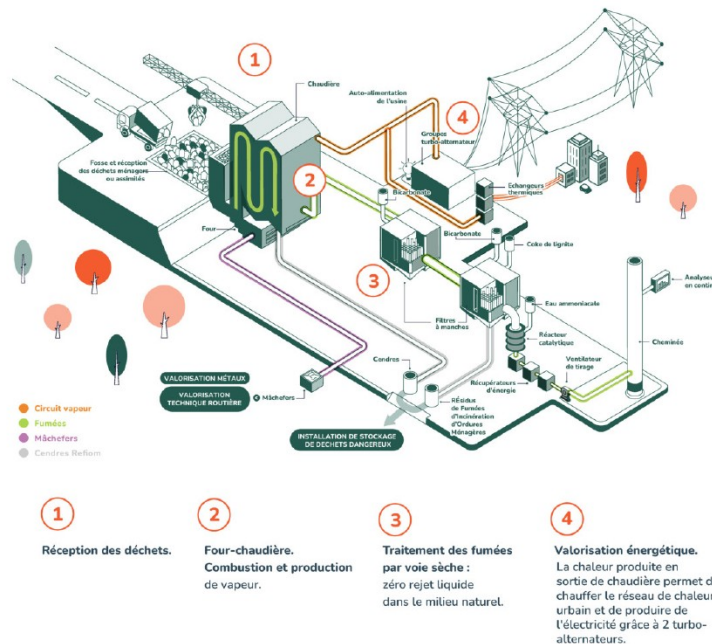 1
Chaudière
Auto-alimentation
de l'usine
4
Groupe
turbo-alternateur
Fosse et réception
des déchets ménagers
ou assimilés
2
Bicarbonate
Echangeurs
thermiques
Four
Bicarbonate
Coke de lignite
3
Analyseur
en contin
Filtres
à manches
Eau ammoniacale
Réacteur
catalytique
Cheminée
Ventilateur
de tirage
Cendres
Récupérateurs
d'énergie
VALORISATION MÉTAUX
VALORISATION
TECHNIQUE ROUTIÈRE
Mâchefers
RÉsidus
de Fumées
d'Incinération
d'Ordures
Ménagères
INSTALLATION DE STOCKAGE
DE DECHETS DANGEREUX
Circuit vapeur
Fumées
Mâchefers
Cendres Refiom
1
Réception des déchets.
2
Four-chaudière.
Combustion et production
de vapeur.
3
Traitement des fumées
par voie sèche :
zéro rejet liquide
dans le milieu naturel.
4
Valorisation énergétique.
La chaleur produite en
sortie de chaudière permet d
chauffer le réseau de chaleur
urbain et de produire de
l'électricité grâce à 2 turbo-
alternateurs.